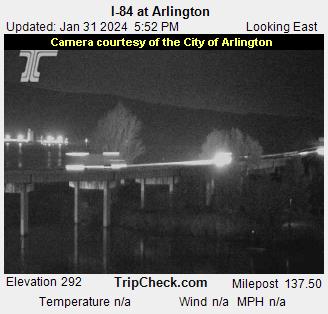 I-84 at Arlington
Updated: Jan 31 2024 5:52 PM Looking East
Camera courtesy of the City of Arlington
Elevation 292 TripCheck.com Milepost 137.50
Temperature n/a Wind n/a MPH n/a